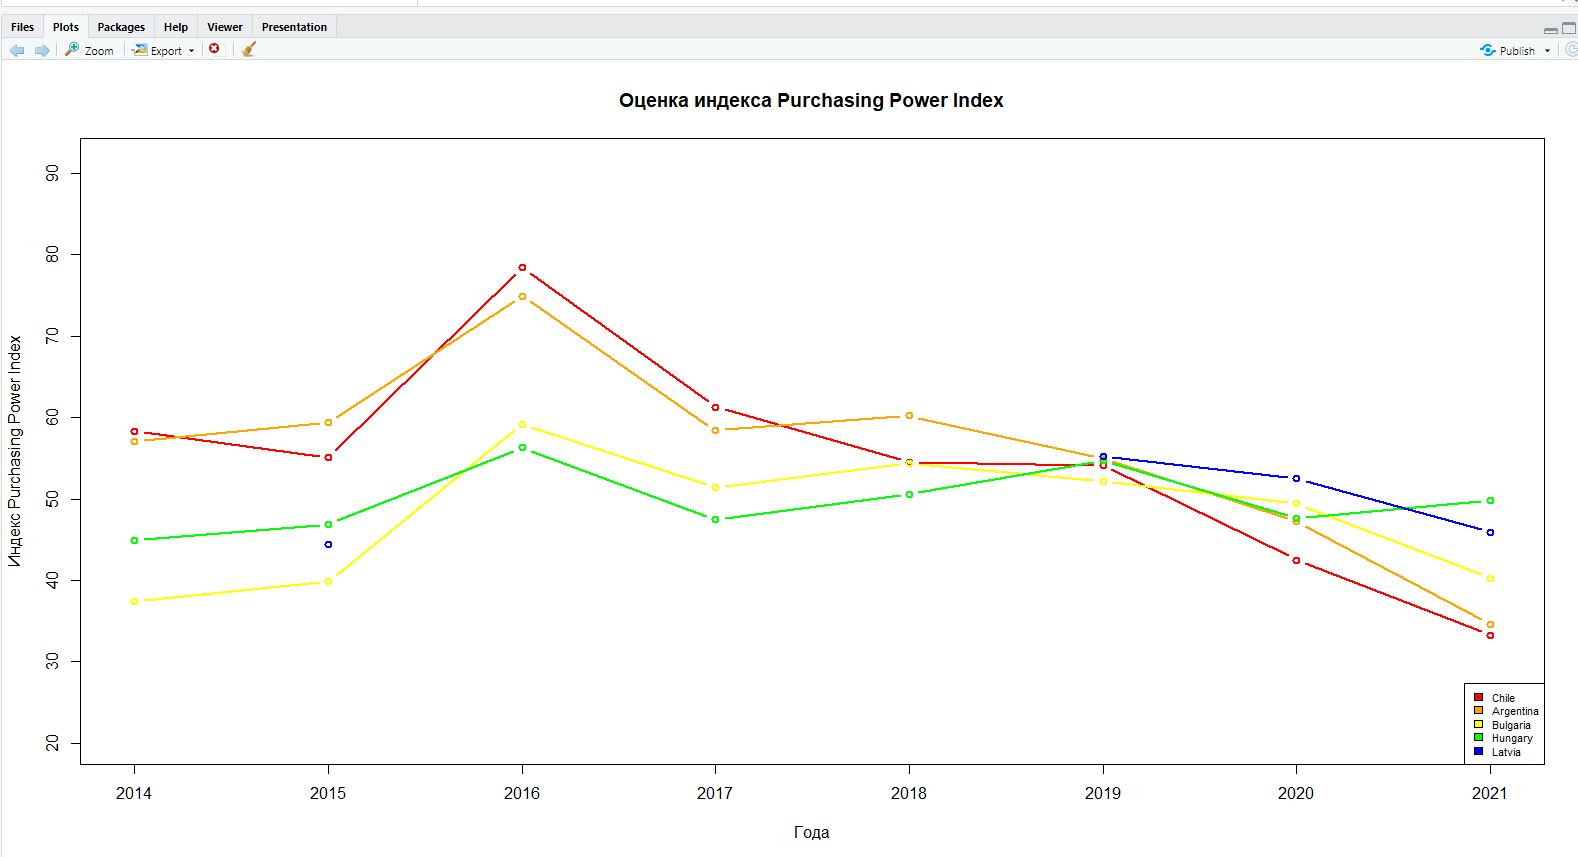 Files Plots Packages Help Viewer Presentation
Zoom Export Publish
Оценка индекса Purchasing Power Index
Индекс Purchasing Power Index
90
80
70
60
50
40
30
20
Chile
Argentina
Bulgaria
Hungary
Latvia
2014 2015 2016 2017 2018 2019 2020 2021
Года